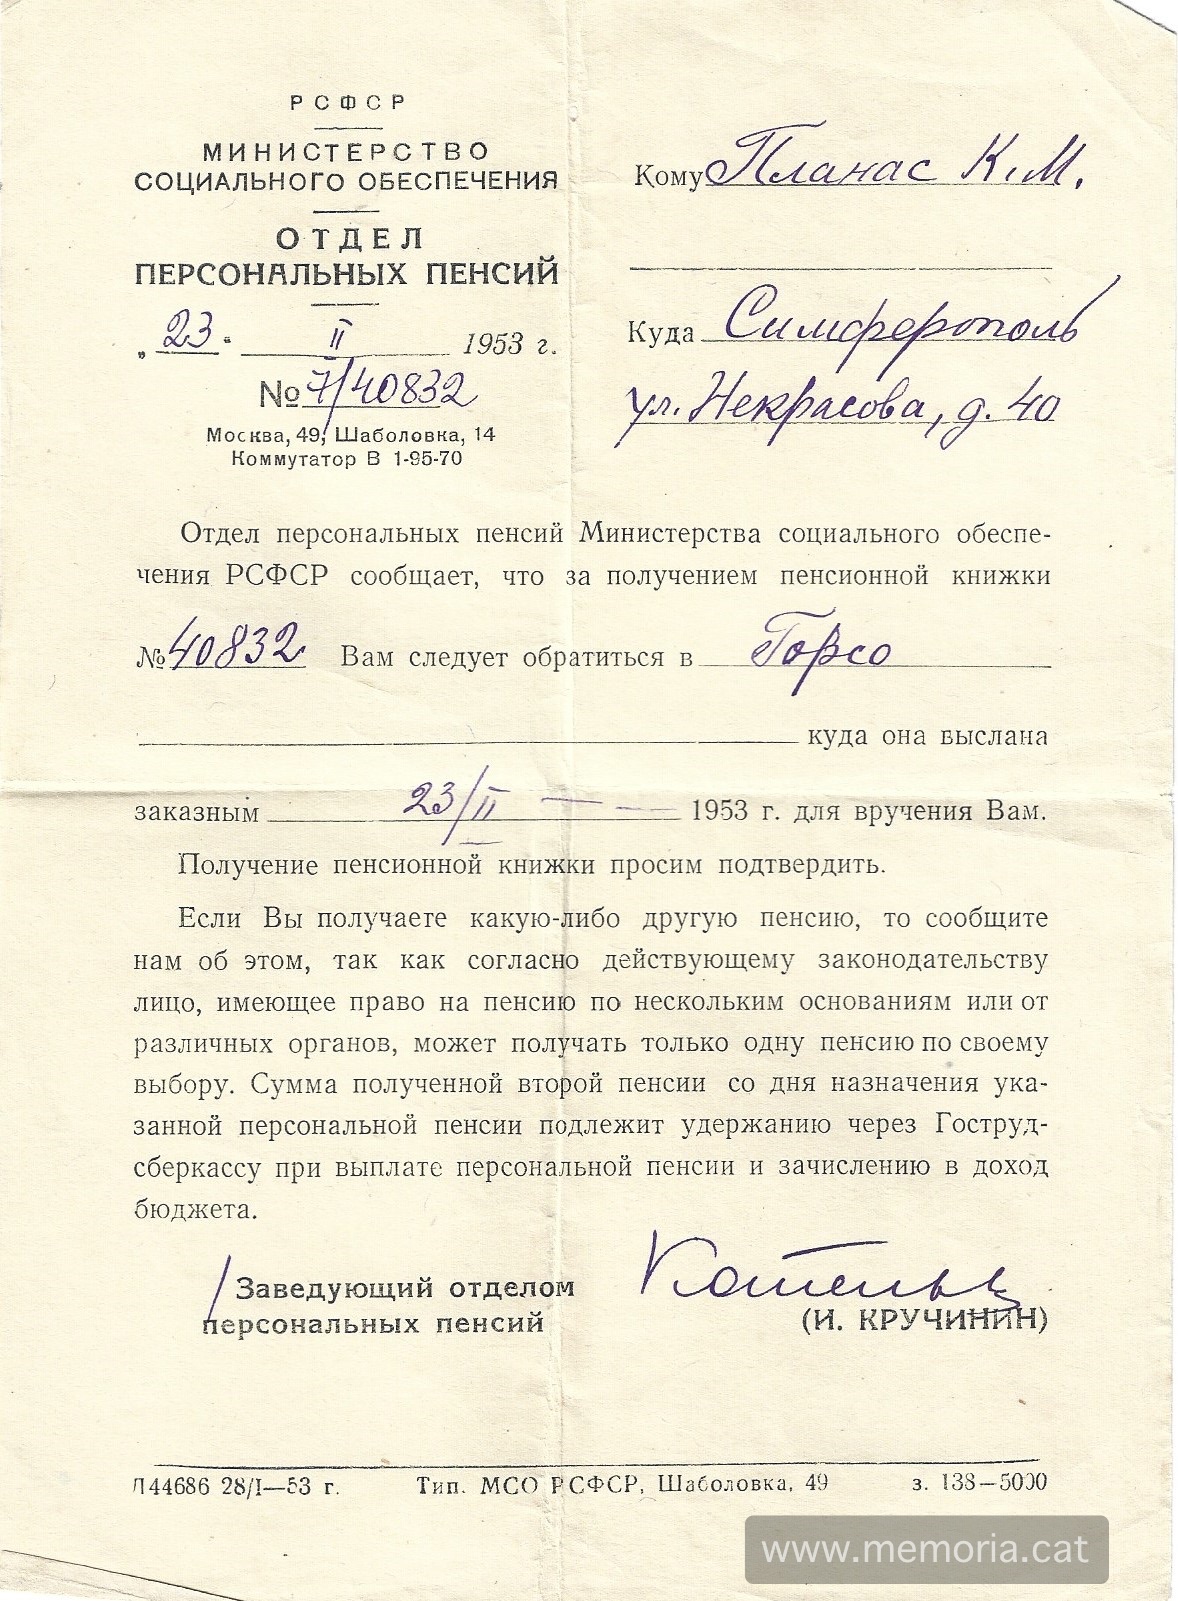 РСФСР
МИНИСТЕРСТВО
СОЦИАЛЬНОГО ОБЕСПЕЧЕНИЯ
ОТДЕЛ
ПЕРСОНАЛЬНЫХ ПЕНСИЙ
„23“ II 1953 г.
№ 7/40832
Москва, 49, Шаболовка, 14
Коммутатор В 1-95-70
Кому Планас К.М.
Куда Симферополь
ул. Некрасова, д. 40
Отдел персональных пенсий Министерства социального обеспе-
чения РСФСР сообщает, что за получением пенсионной книжки
№ 40832 Вам следует обратиться в Горсо
куда она выслана
заказным 23/II — - — 1953 г. для вручения Вам.
Получение пенсионной книжки просим подтвердить.
Если Вы получаете какую-либо другую пенсию, то сообщите
нам об этом, так как согласно действующему законодательству
лицо, имеющее право на пенсию по нескольким основаниям или от
различных органов, может получать только одну пенсию по своему
выбору. Сумма полученной второй пенсии со дня назначения ука-
занной персональной пенсии подлежит удержанию через Гоструд-
сберкассу при выплате персональной пенсии и зачислению в доход
бюджета.
Заведующий отделом
персональных пенсий
(И. КРУЧИНИН)
Л44686 28/I—53 г. Тип. МСО РСФСР, Шаболовка, 49 з. 138—5000
www.memoria.cat